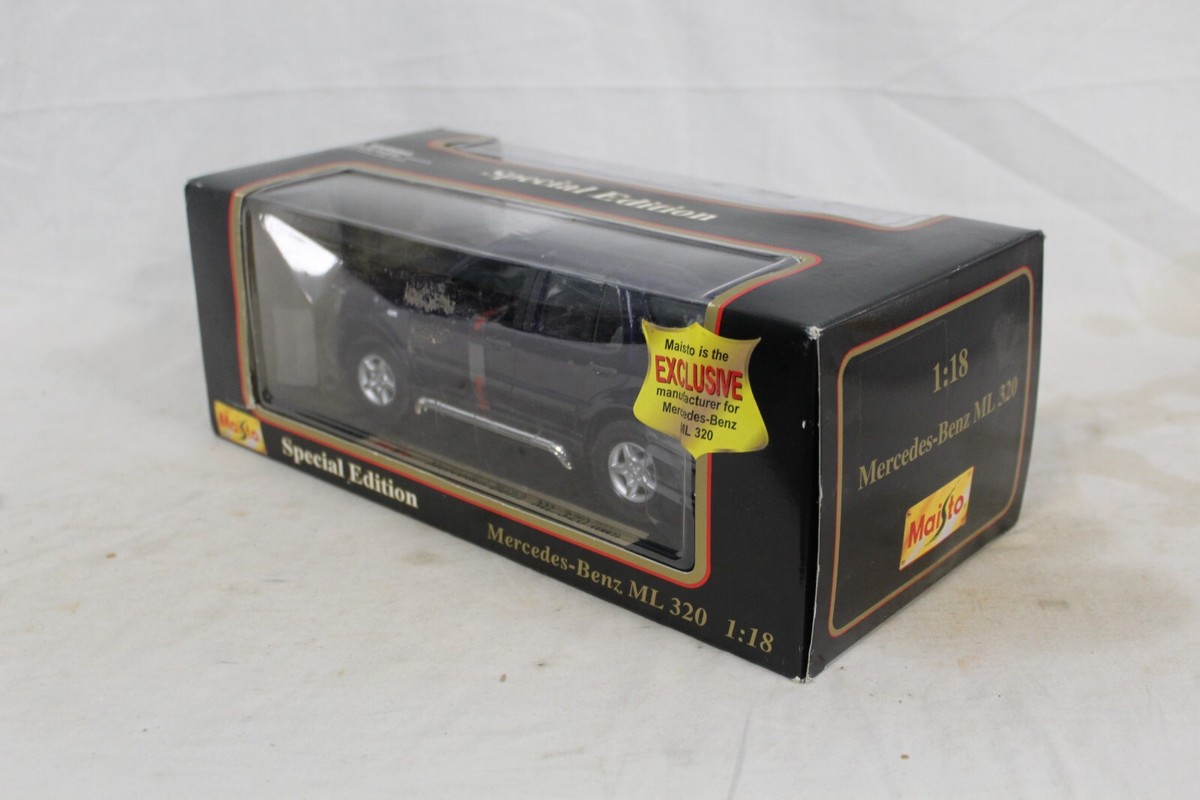 Special Edition
Maisto is the
EXCLUSIVE
manufacturer for
Mercedes-Benz
ML 320
Maisto
Special Edition
Mercedes-Benz ML 320 1:18
1:18
Mercedes-Benz ML 320
Maisto